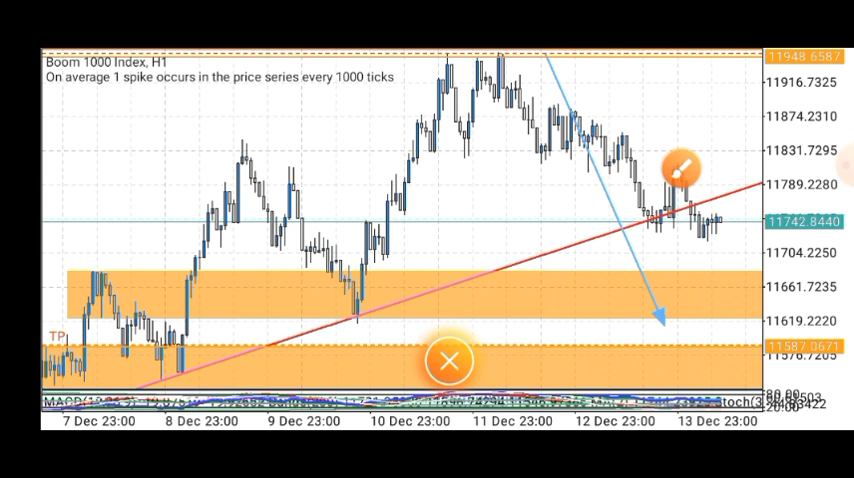 11948.6587
Boom 1000 Index, H1
On average 1 spike occurs in the price series every 1000 ticks
11916.7325
11874.2310
11831.7295
11789.2280
11742.8440
11704.2250
11661.7235
11619.2220
TP
11587.0671
7 Dec 23:00
8 Dec 23:00
9 Dec 23:00
10 Dec 23:00
11 Dec 23:00
12 Dec 23:00
13 Dec 23:00